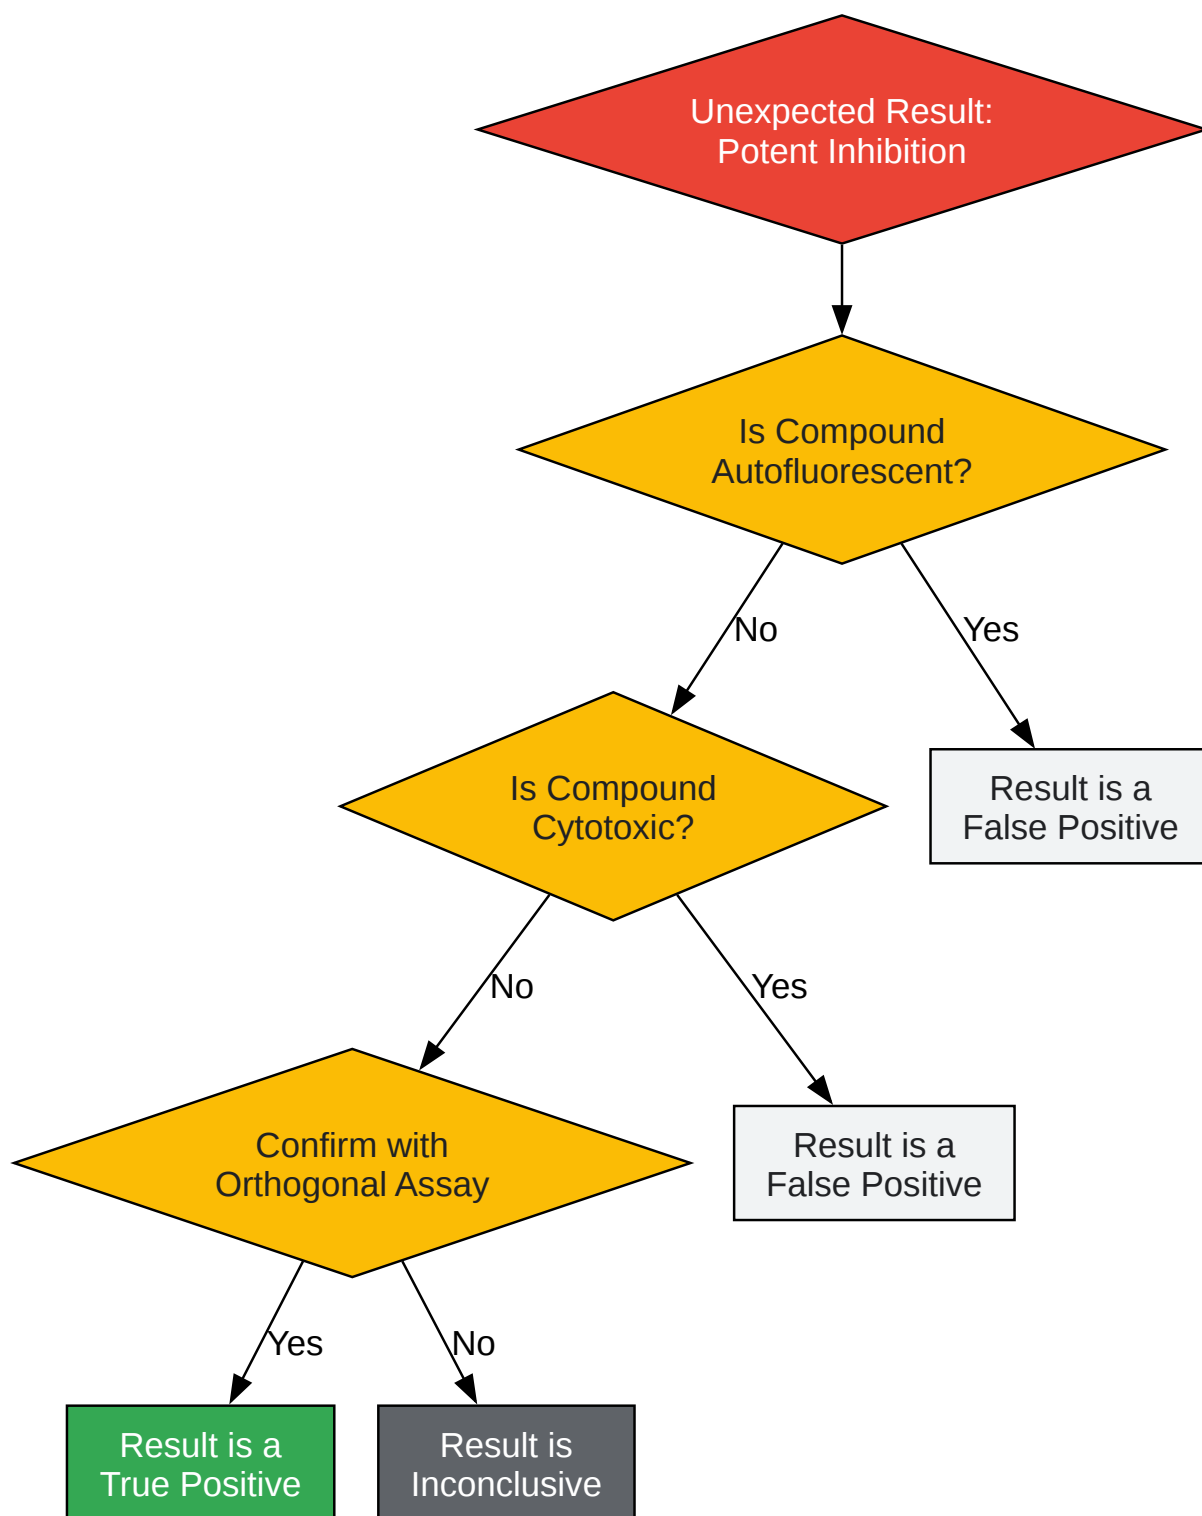 Unexpected Result:
Potent Inhibition
Is Compound
Autofluorescent?
No
Yes
Is Compound
Cytotoxic?
Result is a
False Positive
No
Yes
Confirm with
Orthogonal Assay
Result is a
False Positive
Yes
No
Result is a
True Positive
Result is
Inconclusive